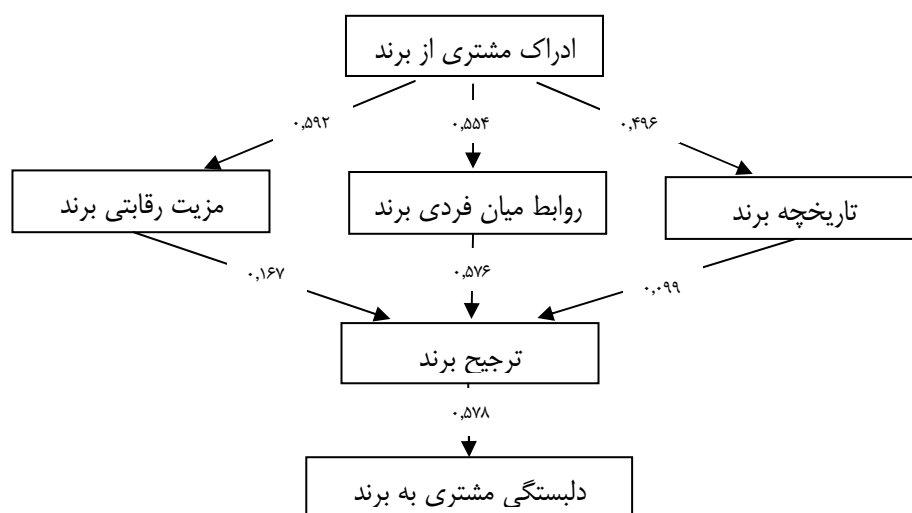 ادراک مشتری از برند
۰,۴۹۶
۰,۵۵۴
۰,۵۹۲
تاریخچه برند
روابط میان فردی برند
مزیت رقابتی برند
۰,۰۹۹
۰,۵۷۶
۰,۱۶۷
ترجیح برند
۰,۵۷۸
دلبستگی مشتری به برند